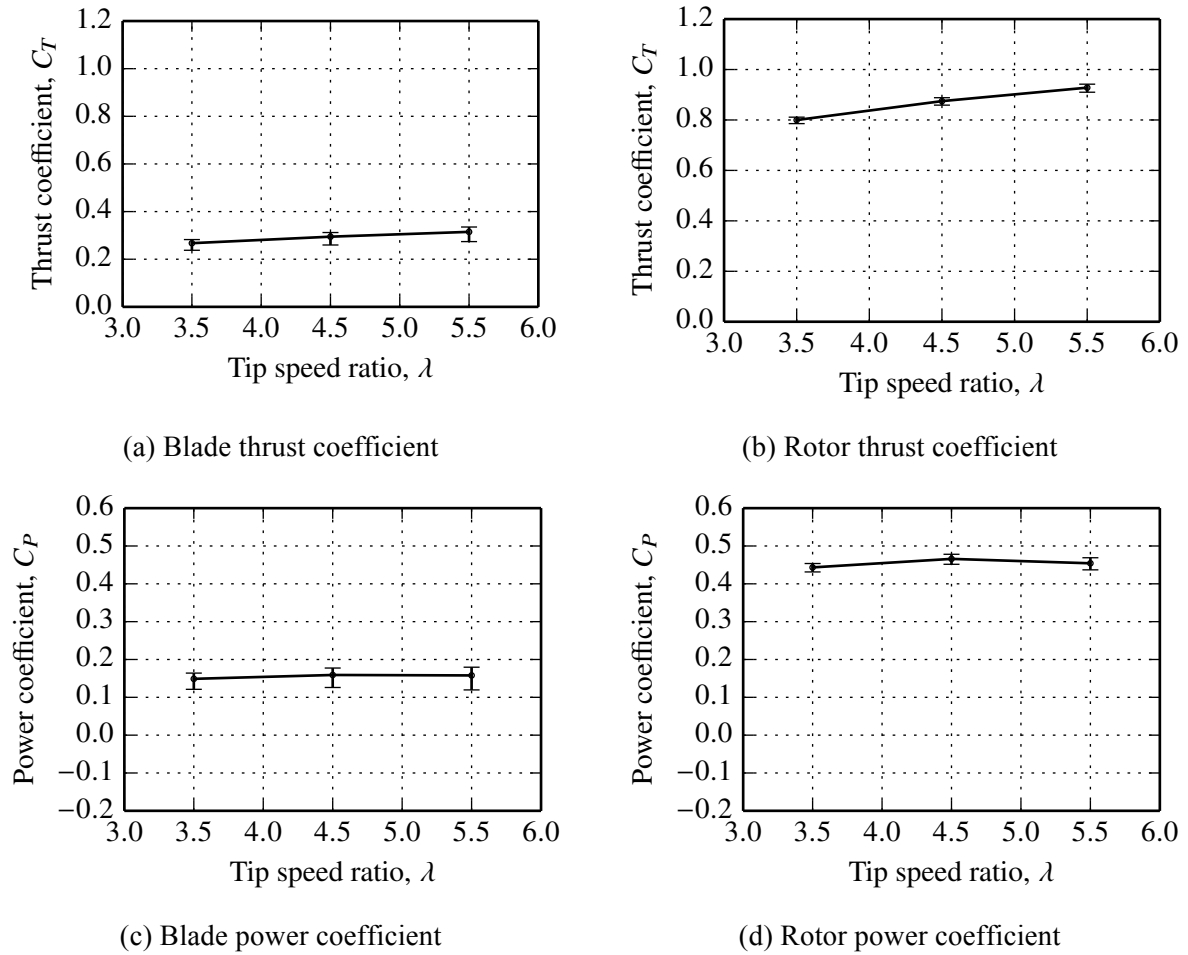 1.2
1.0
0.8
0.6
0.4
0.2
0.0
Thrust coefficient, C_T
3.0 3.5 4.0 4.5 5.0 5.5 6.0
Tip speed ratio, λ
(a) Blade thrust coefficient
1.2
1.0
0.8
0.6
0.4
0.2
0.0
Thrust coefficient, C_T
3.0 3.5 4.0 4.5 5.0 5.5 6.0
Tip speed ratio, λ
(b) Rotor thrust coefficient
0.6
0.5
0.4
0.3
0.2
0.1
0.0
−0.1
−0.2
Power coefficient, C_P
3.0 3.5 4.0 4.5 5.0 5.5 6.0
Tip speed ratio, λ
(c) Blade power coefficient
0.6
0.5
0.4
0.3
0.2
0.1
0.0
−0.1
−0.2
Power coefficient, C_P
3.0 3.5 4.0 4.5 5.0 5.5 6.0
Tip speed ratio, λ
(d) Rotor power coefficient